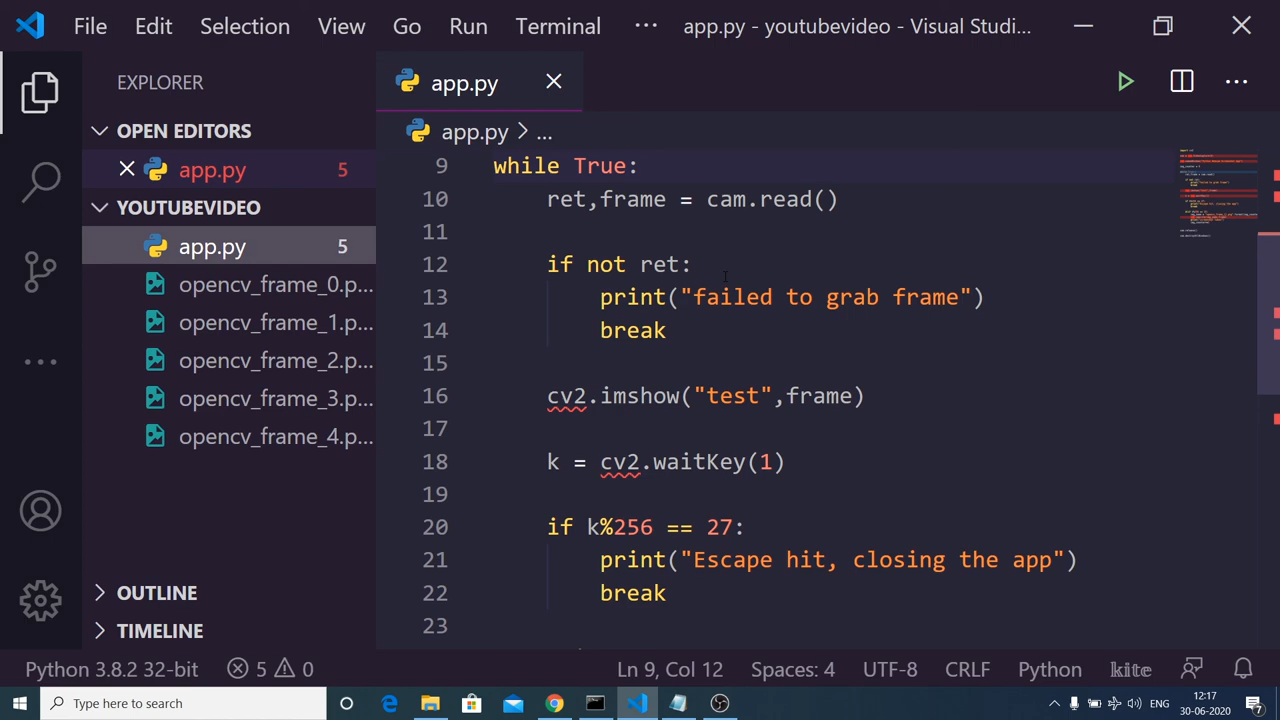 File Edit Selection View Go Run Terminal ··· app.py - youtubevideo - Visual Studi...
EXPLORER
OPEN EDITORS
app.py 5
YOUTUBEVIDEO
app.py 5
opencv_frame_0.p...
opencv_frame_1.p...
opencv_frame_2.p...
opencv_frame_3.p...
opencv_frame_4.p...
OUTLINE
TIMELINE
app.py
app.py > ...
9 while True:
10 ret,frame = cam.read()
11
12 if not ret:
13 print("failed to grab frame")
14 break
15
16 cv2.imshow("test",frame)
17
18 k = cv2.waitKey(1)
19
20 if k%256 == 27:
21 print("Escape hit, closing the app")
22 break
23
Python 3.8.2 32-bit 5 0 Ln 9, Col 12 Spaces: 4 UTF-8 CRLF Python kite
Type here to search ENG 12:17
30-06-2020 7